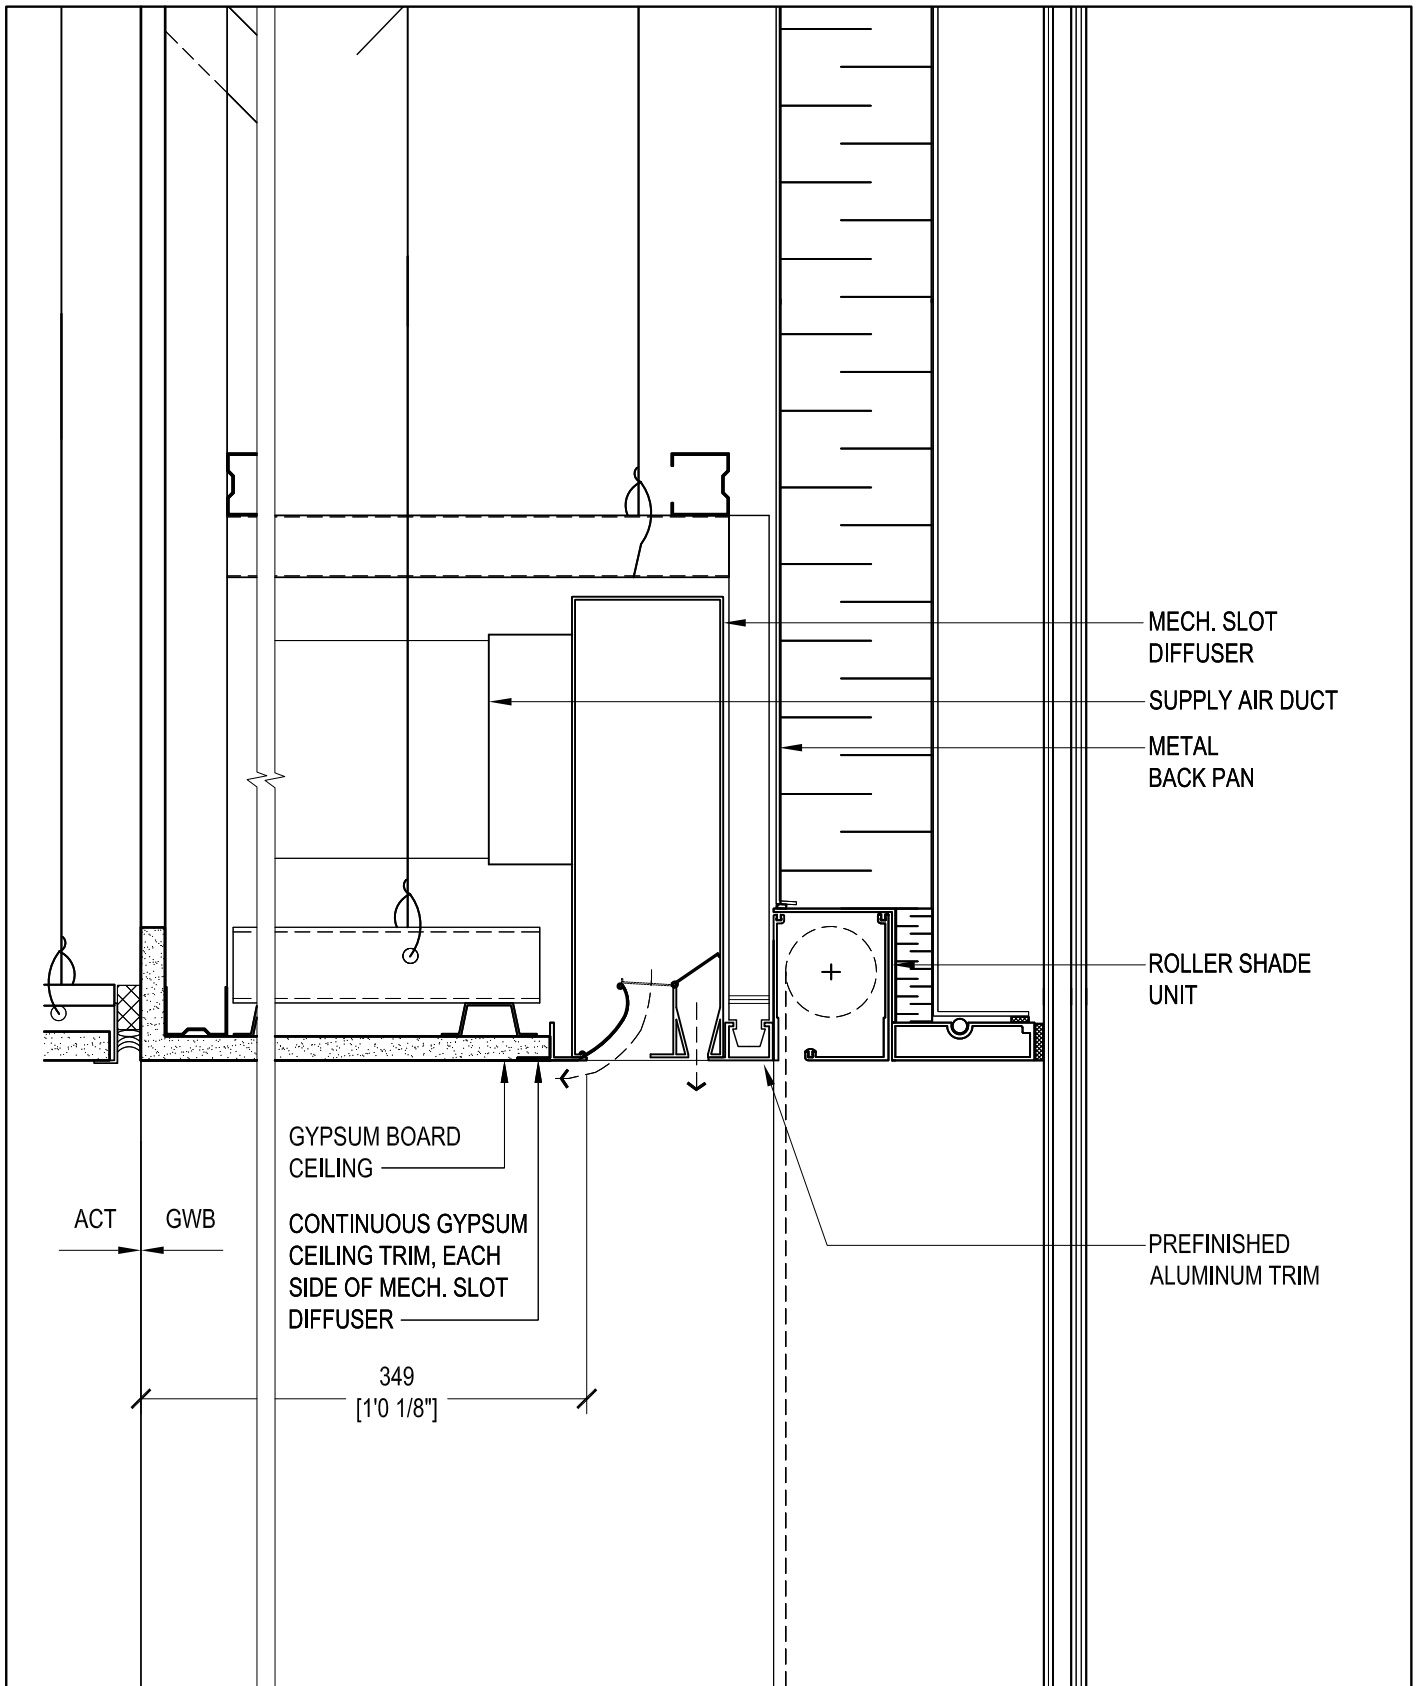 MECH. SLOT
DIFFUSER
SUPPLY AIR DUCT
METAL
BACK PAN
ROLLER SHADE
UNIT
GYPSUM BOARD
CEILING
ACT GWB
CONTINUOUS GYPSUM
CEILING TRIM, EACH
SIDE OF MECH. SLOT
DIFFUSER
PREFINISHED
ALUMINUM TRIM
349
[1'0 1/8"]